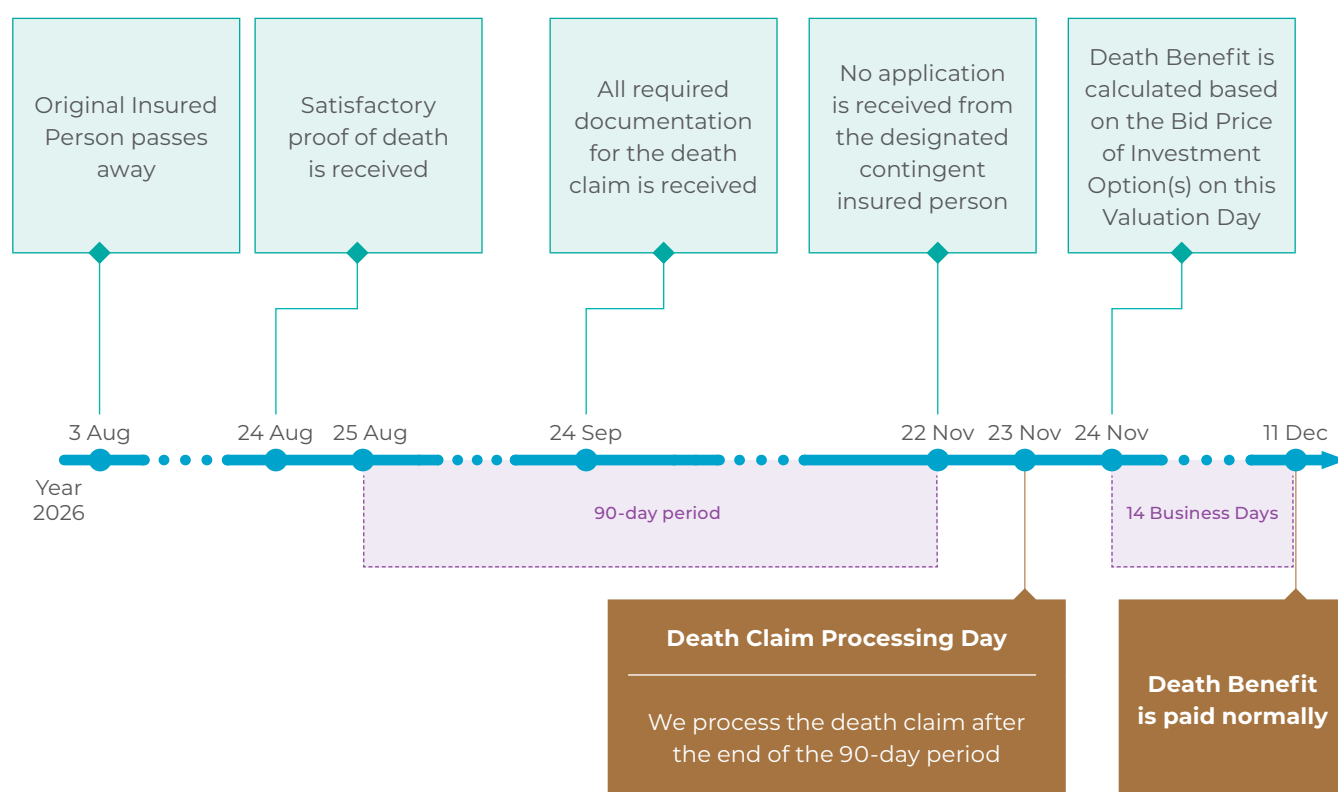 Original Insured
Person passes
away
Satisfactory
proof of death
is received
All required
documentation
for the death
claim is received
No application
is received from
the designated
contingent
insured person
Death Benefit is
calculated based
on the Bid Price
of Investment
Option(s) on this
Valuation Day
3 Aug
24 Aug
25 Aug
24 Sep
22 Nov
23 Nov
24 Nov
11 Dec
Year
2026
90-day period
14 Business Days
Death Claim Processing Day
We process the death claim after
the end of the 90-day period
Death Benefit
is paid normally